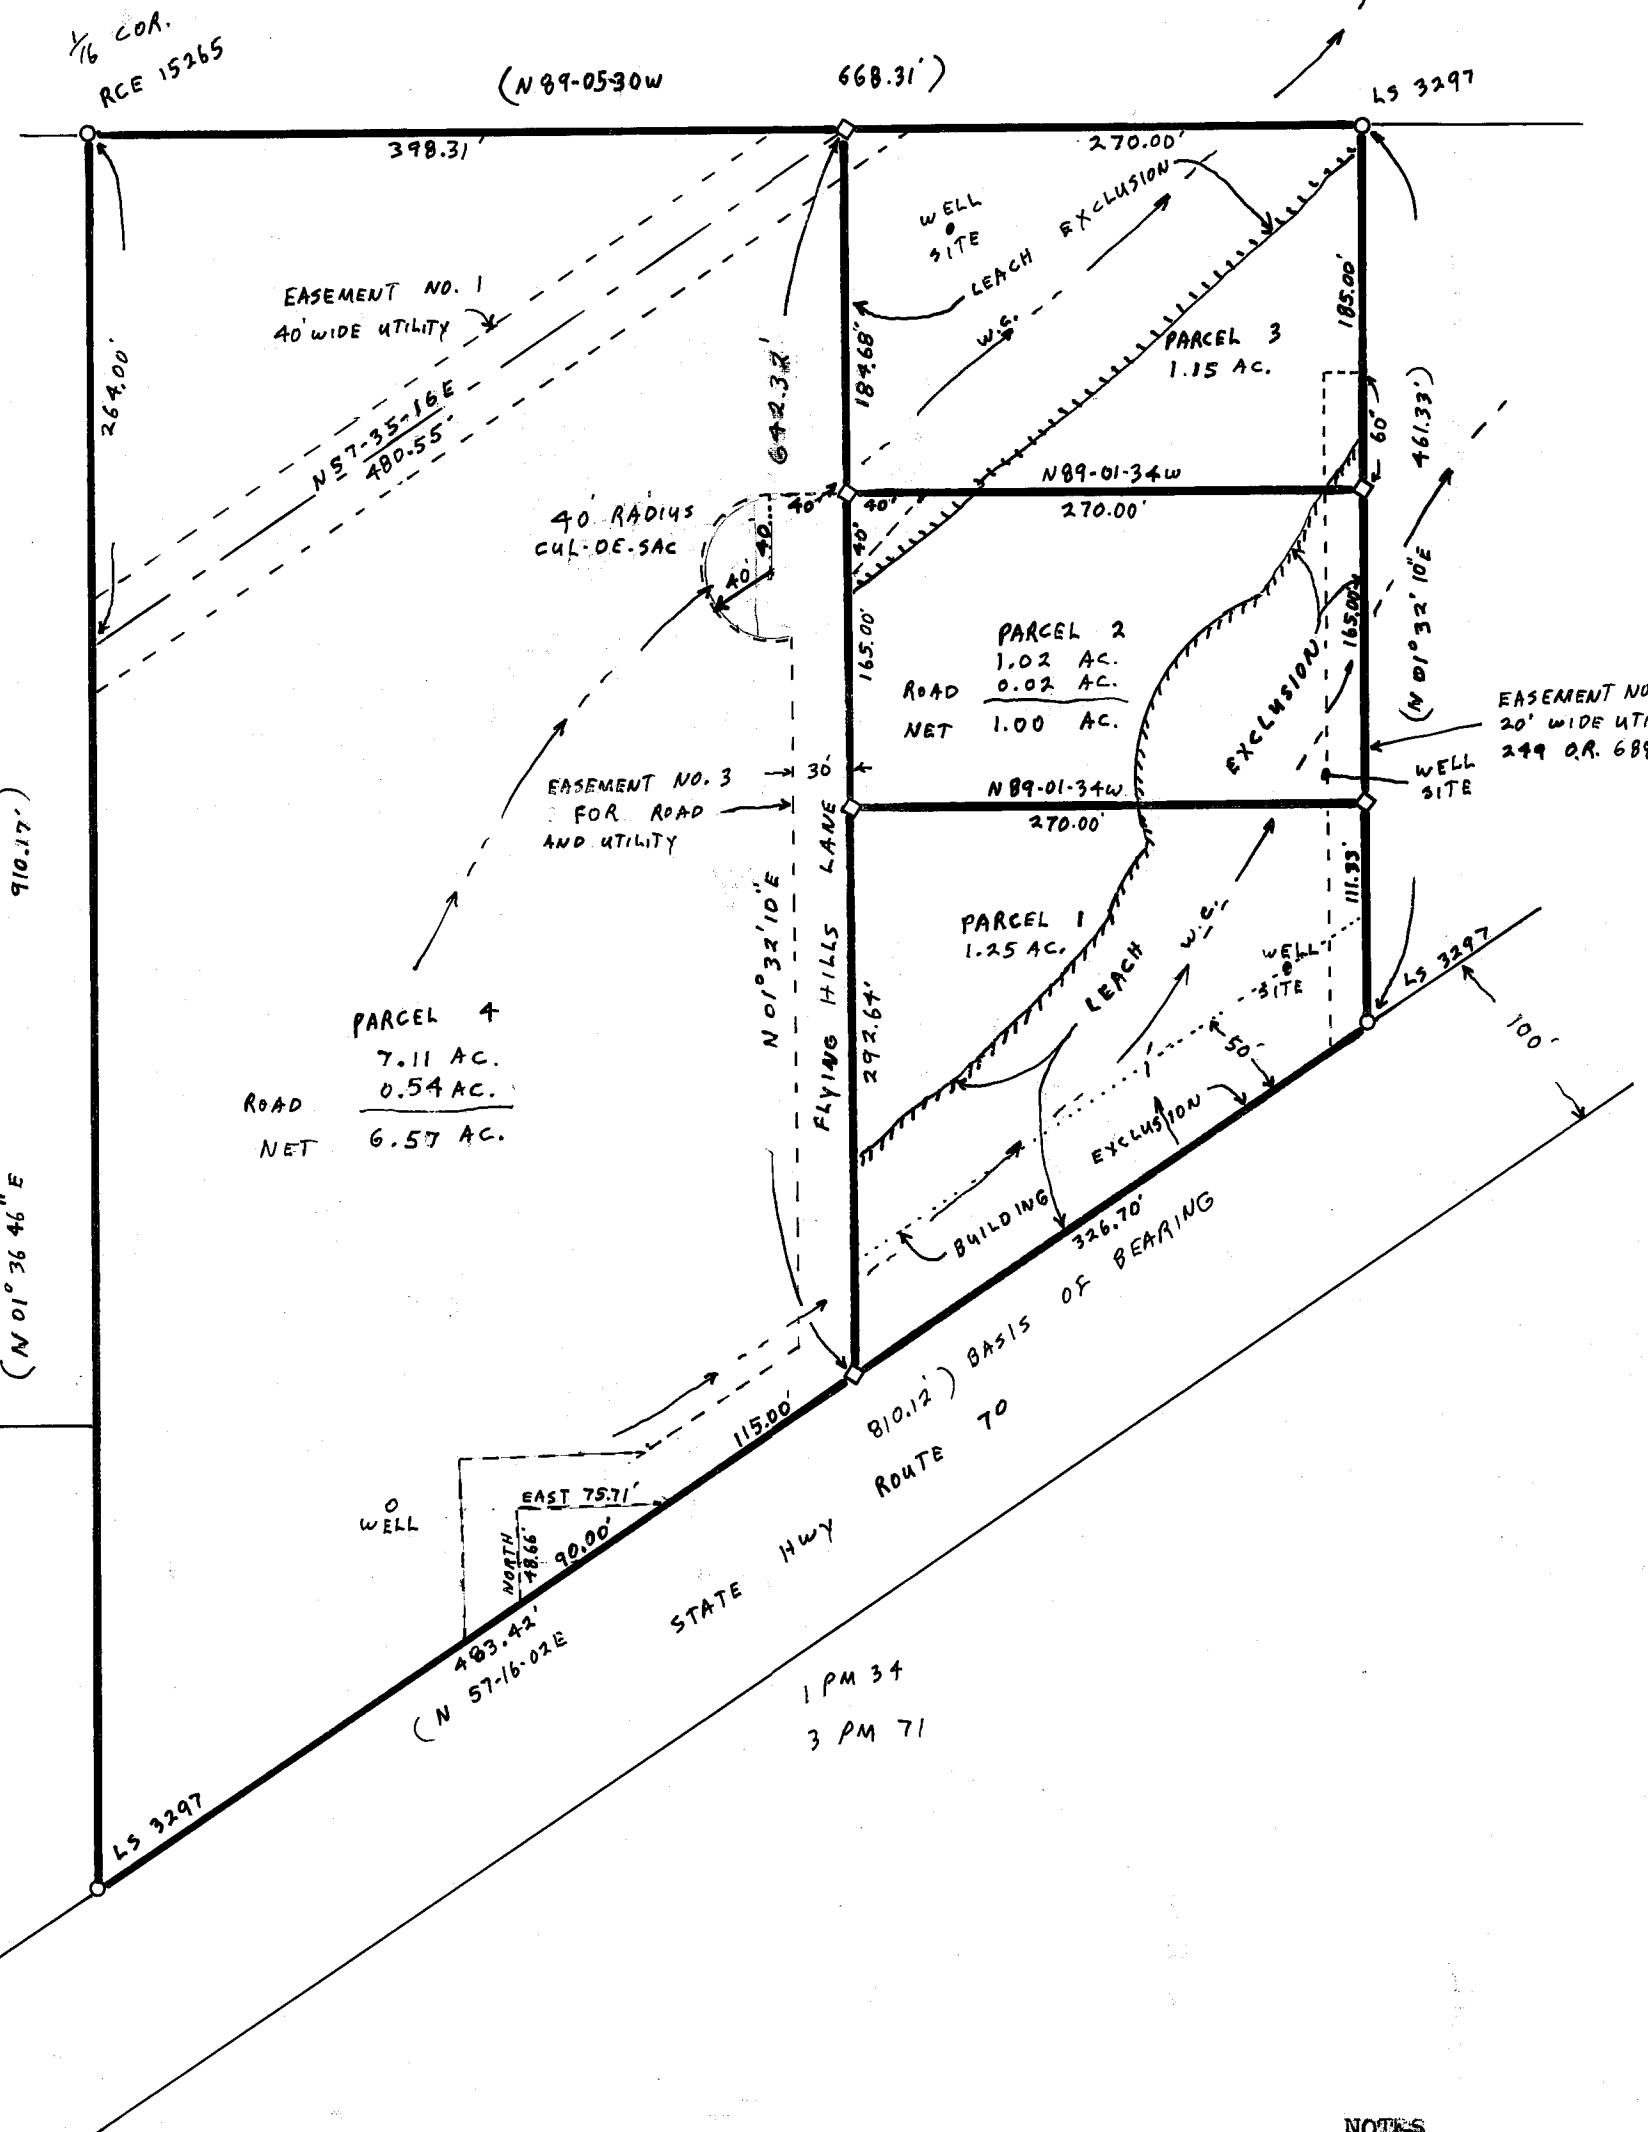 1/16 COR.
RCE 15265
(N 89-05-30W 668.31')
LS 3297
398.31'
270.00'
WELL
SITE
LEACH EXCLUSION
EASEMENT NO. 1
40' WIDE UTILITY
W.C.
264.00'
642.32'
184.68"
185.00'
PARCEL 3
1.15 AC.
N57-35-16E
480.55'
60"
461.33')
(N 01° 32' 10"E
N89-01-34W
270.00'
40'
40'
40'
40' RADIUS
CUL-DE-SAC
40'
40'
165.00'
165.00'
PARCEL 2
1.02 AC.
ROAD 0.02 AC.
NET 1.00 AC.
EXCLUSION
EASEMENT NO
20' WIDE UTI
249 O.R. 689
WELL
SITE
EASEMENT NO. 3
FOR ROAD
AND UTILITY
30'
N89-01-34W
270.00'
910.17')
(N 01° 36 46" E
N 01° 32' 10"E
FLYING HILLS LANE
292.64'
111.33'
PARCEL 1
1.25 AC.
LEACH
W.C.
WELL
SITE
LS 3297
100'
50'
PARCEL 4
7.11 AC.
ROAD 0.54 AC.
NET 6.57 AC.
EXCLUSION
BUILDING
326.70'
810.12') BASIS OF BEARING
115.00'
STATE HWY ROUTE 70
WELL
EAST 75.71'
NORTH
48.66'
90.00'
483.42'
(N 57-16-02E
1 PM 34
3 PM 71
LS 3297
NOTES